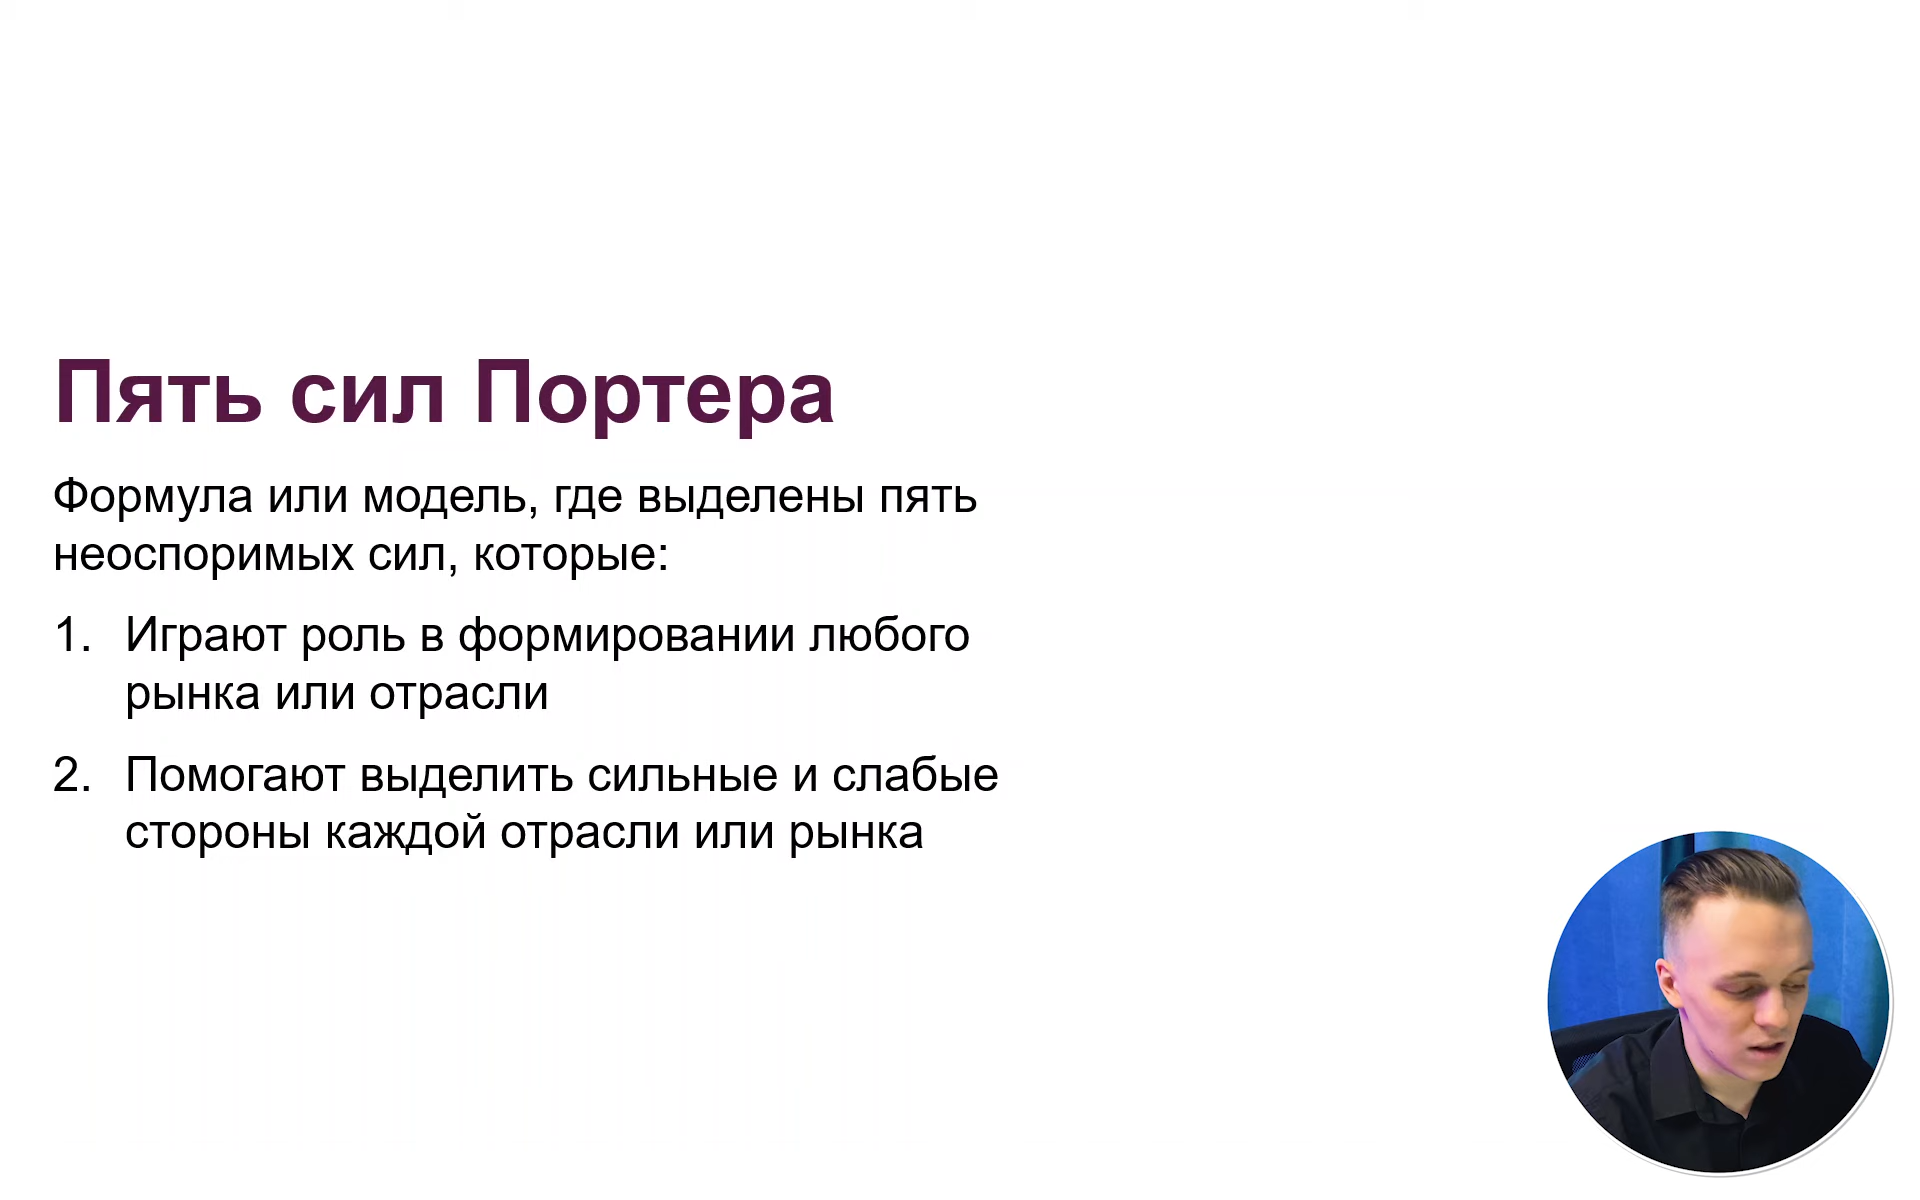 Пять сил Портера
Формула или модель, где выделены пять
неоспоримых сил, которые:
1. Играют роль в формировании любого
рынка или отрасли
2. Помогают выделить сильные и слабые
стороны каждой отрасли или рынка